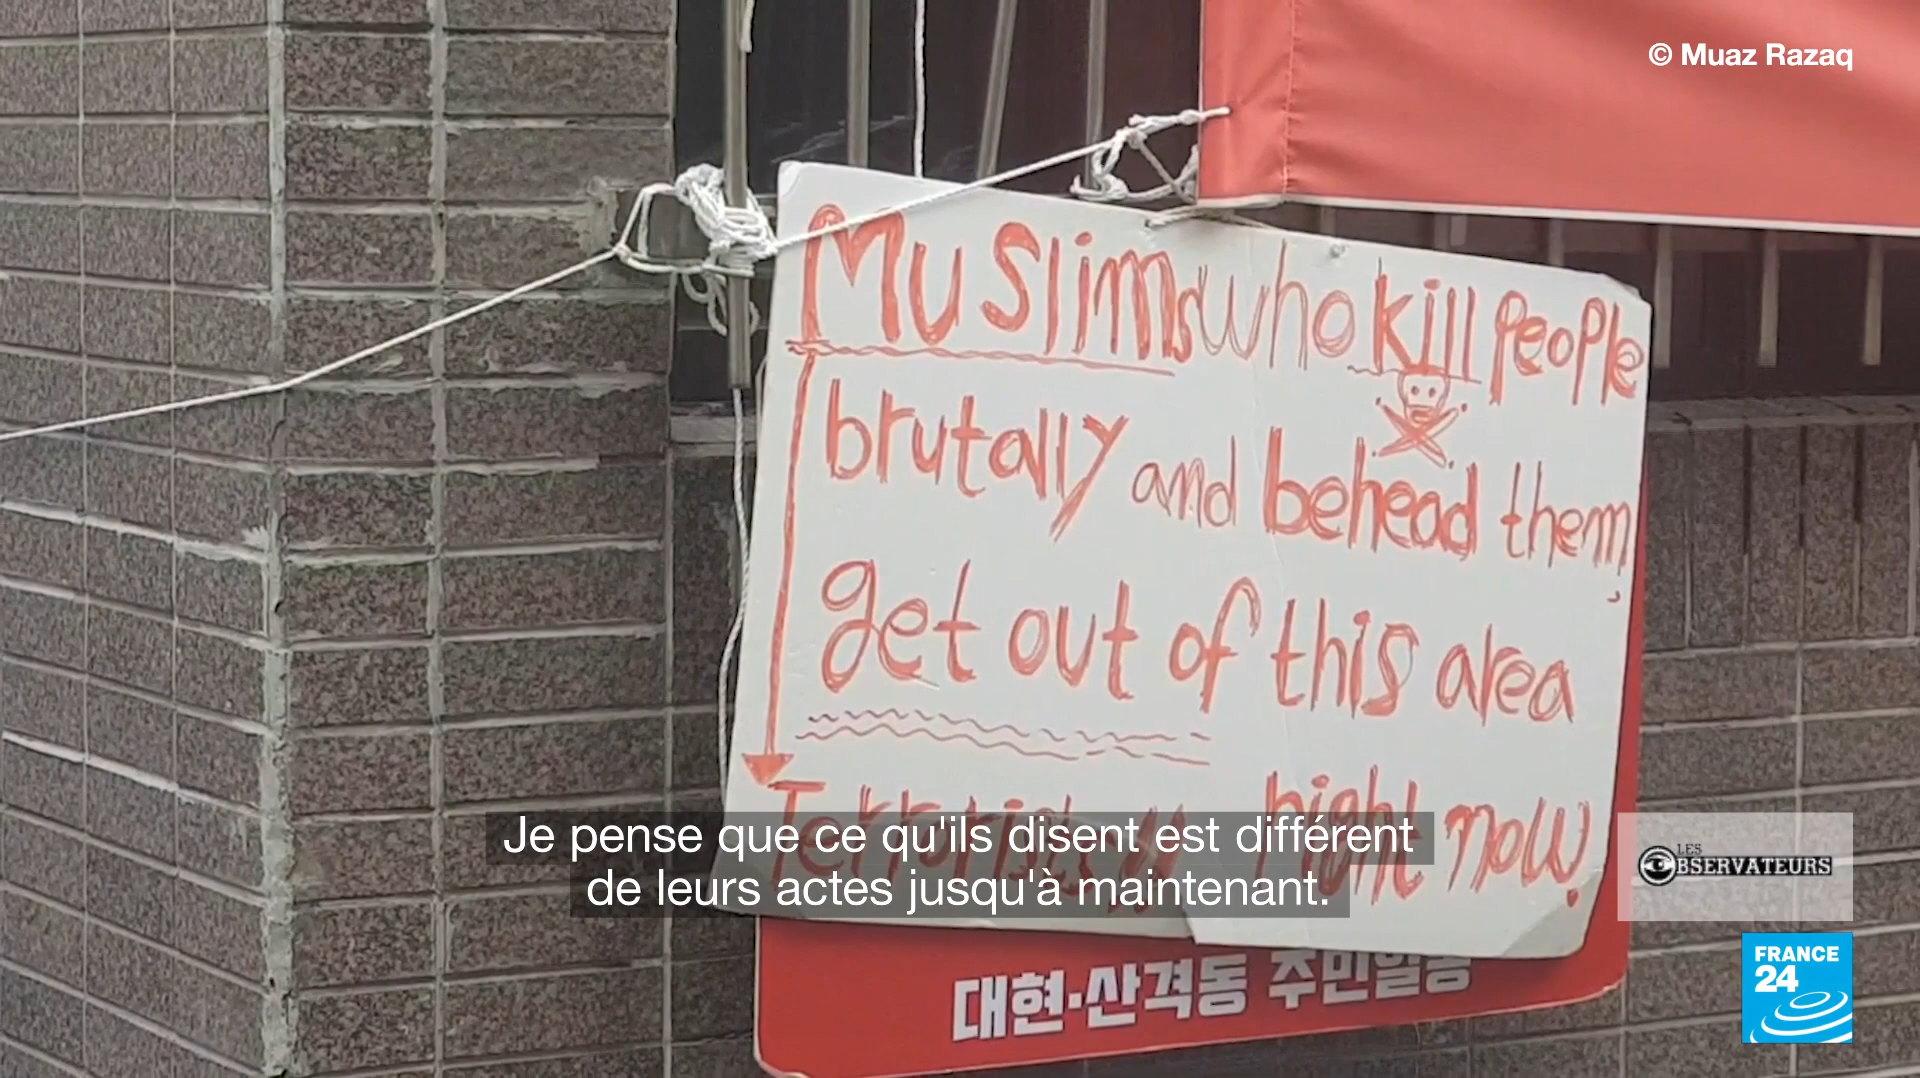 © Muaz Razaq
Muslims who kill people
brutally and behead them,
get out of this area
Terrorists!! right now!
Je pense que ce qu'ils disent est différent
de leurs actes jusqu'à maintenant.
LES
OBSERVATEURS
FRANCE
24
대현·산격동 주민일동